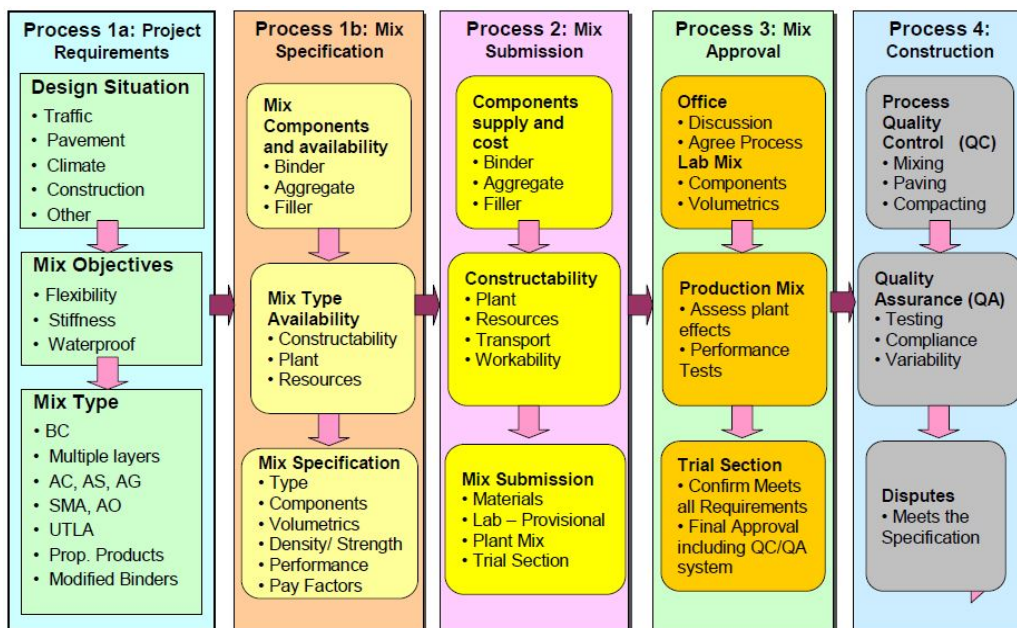 Process 1a: Project
Requirements
Design Situation
• Traffic
• Pavement
• Climate
• Construction
• Other
Mix Objectives
• Flexibility
• Stiffness
• Waterproof
Mix Type
• BC
• Multiple layers
• AC, AS, AG
• SMA, AO
• UTLA
• Prop. Products
• Modified Binders
Process 1b: Mix
Specification
Mix
Components
and availability
• Binder
• Aggregate
• Filler
Mix Type
Availability
• Constructability
• Plant
• Resources
Mix Specification
• Type
• Components
• Volumetrics
• Density/ Strength
• Performance
• Pay Factors
Process 2: Mix
Submission
Components
supply and
cost
• Binder
• Aggregate
• Filler
Constructability
• Plant
• Resources
• Transport
• Workability
Mix Submission
• Materials
• Lab – Provisional
• Plant Mix
• Trial Section
Process 3: Mix
Approval
Office
• Discussion
• Agree Process
Lab Mix
• Components
• Volumetrics
Production Mix
• Assess plant
effects
• Performance
Tests
Trial Section
• Confirm Meets
all Requirements
• Final Approval
including QC/QA
system
Process 4:
Construction
Process
Quality
Control (QC)
• Mixing
• Paving
• Compacting
Quality
Assurance (QA)
• Testing
• Compliance
• Variability
Disputes
• Meets the
Specification